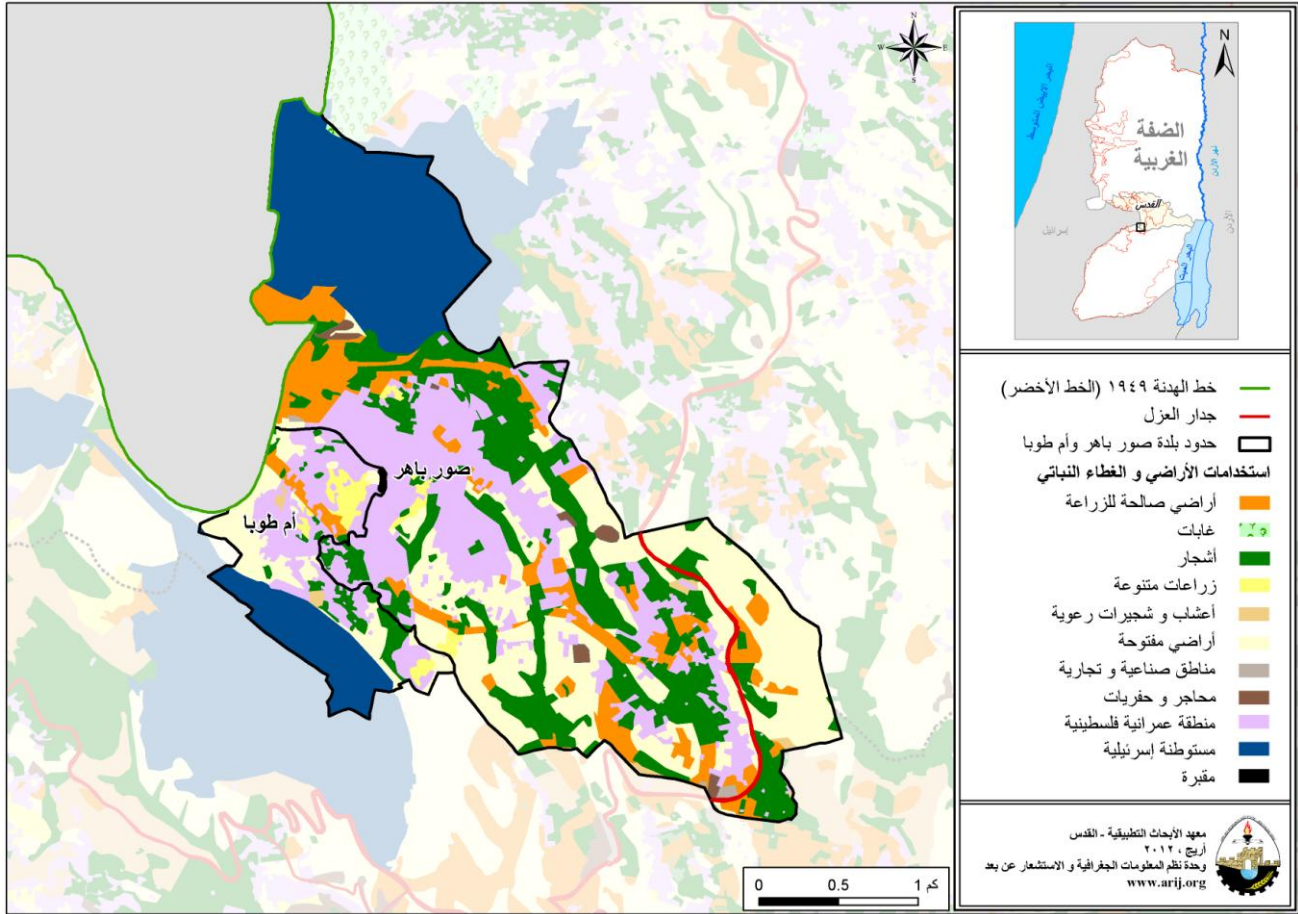 N
W
E
S
صور باهر
أم طوبا
0
0.5
1 كم
N
البحر الأبيض المتوسط
الضفة
الغربية
نهر الأردن
القدس
إسرائيل
الأردن
البحر الميت
خط الهدنة ١٩٤٩ (الخط الأخضر)
جدار العزل
حدود بلدة صور باهر وأم طوبا
استخدامات الأراضي و الغطاء النباتي
أراضي صالحة للزراعة
غابات
أشجار
زراعات متنوعة
أعشاب و شجيرات رعوية
أراضي مفتوحة
مناطق صناعية و تجارية
محاجر و حفريات
منطقة عمرانية فلسطينية
مستوطنة إسرئيلية
مقبرة
معهد الأبحاث التطبيقية - القدس
أريج ، ٢٠١٢
وحدة نظم المعلومات الجغرافية و الاستشعار عن بعد
www.arij.org